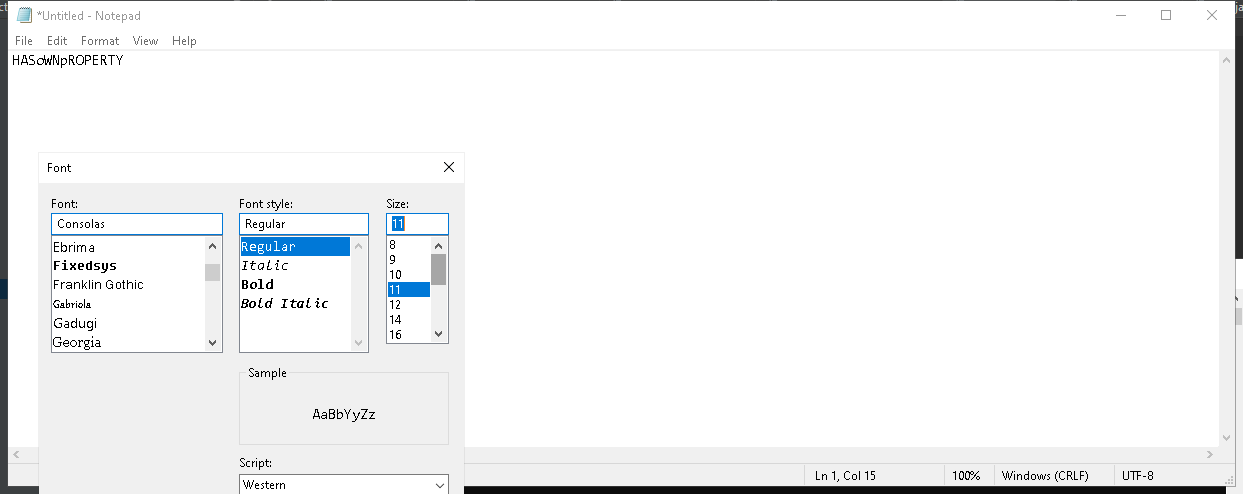 *Untitled - Notepad
File Edit Format View Help
HASoWNpROPERTY
Font
Font: Font style: Size:
Consolas Regular 11
Ebrima Regular 8
Fixedsys Italic 9
Franklin Gothic Bold 10
Gabriola Bold Italic 11
Gadugi 12
Georgia 14
16
Sample
AaBbYyZz
Script:
Western
Ln 1, Col 15 100% Windows (CRLF) UTF-8